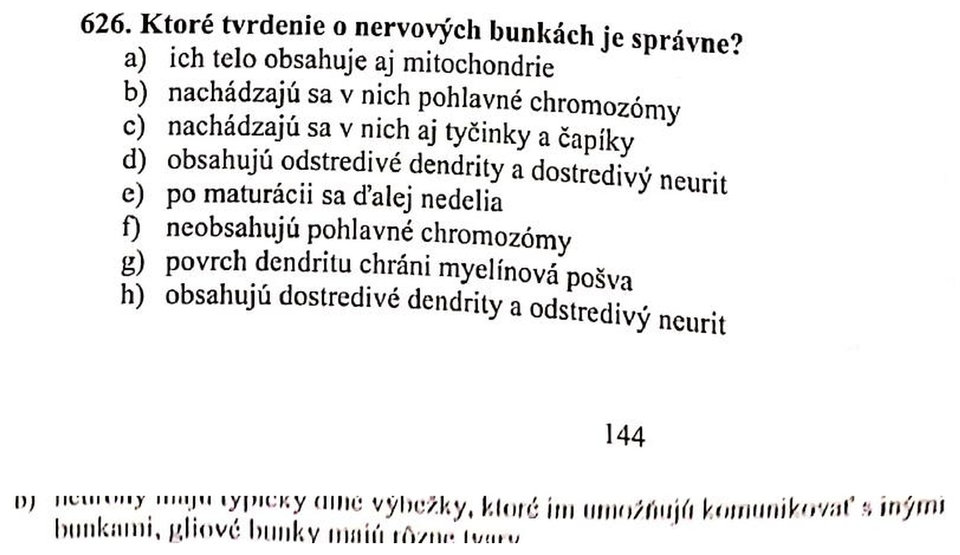 626. Ktoré tvrdenie o nervových bunkách je správne?
a) ich telo obsahuje aj mitochondrie
b) nachádzajú sa v nich pohlavné chromozómy
c) nachádzajú sa v nich aj tyčinky a čapíky
d) obsahujú odstredivé dendrity a dostredivý neurit
e) po maturácii sa ďalej nedelia
f) neobsahujú pohlavné chromozómy
g) povrch dendritu chráni myelínová pošva
h) obsahujú dostredivé dendrity a odstredivý neurit
144
b) neuróny majú typicky dlhé výbežky, ktoré im umožňujú komunikovať s inými
bunkami, gliové bunky majú rôzne tvary